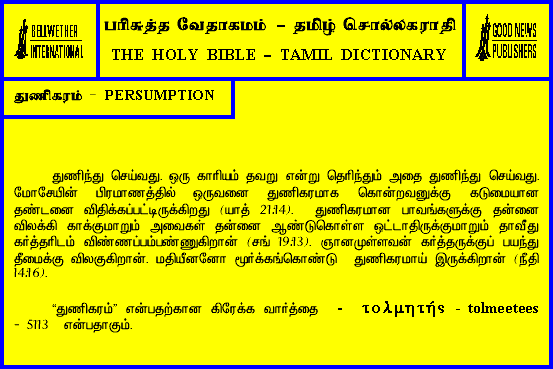 BELLWETHER
INTERNATIONAL
பரிசுத்த வேதாகமம் – தமிழ் சொல்லகராதி
THE HOLY BIBLE – TAMIL DICTIONARY
GOOD NEWS
PUBLISHERS
துணிகரம் - PERSUMPTION
துணிந்து செய்வது. ஒரு காரியம் தவறு என்று தெரிந்தும் அதை துணிந்து செய்வது.
மோசேயின் பிரமாணத்தில் ஒருவனை துணிகரமாக கொன்றவனுக்கு கடுமையான
தண்டனை விதிக்கப்பட்டிருக்கிறது (யாத் 21:14). துணிகரமான பாவங்களுக்கு தன்னை
விலக்கி காக்குமாறும் அவைகள் தன்னை ஆண்டுகொள்ள ஒட்டாதிருக்குமாறும் தாவீது
கர்த்தரிடம் விண்ணப்பம்பண்ணுகிறான் (சங் 19:13). ஞானமுள்ளவன் கர்த்தருக்குப் பயந்து
தீமைக்கு விலகுகிறான். மதியீனனோ மூர்க்கங்கொண்டு துணிகரமாய் இருக்கிறான் (நீதி
14:16).
“துணிகரம்” என்பதற்கான கிரேக்க வார்த்தை - τολμητής - tolmeetees
- 5113 என்பதாகும்.